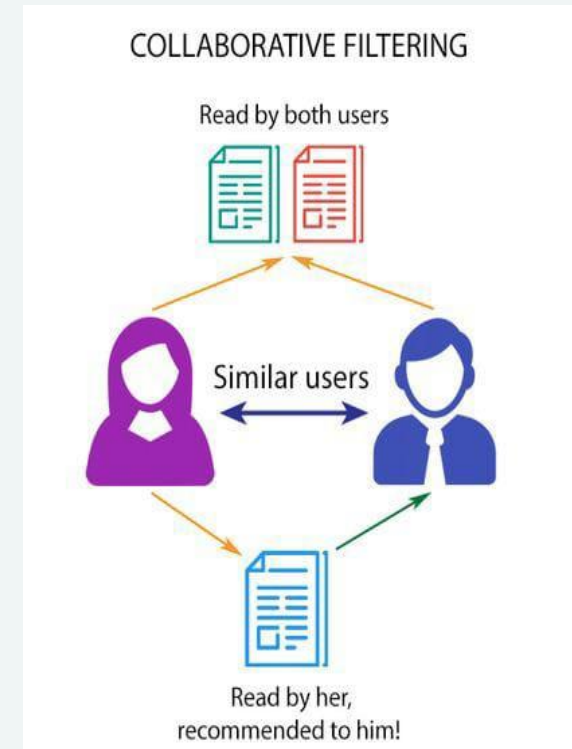 COLLABORATIVE FILTERING
Read by both users
Similar users
Read by her,
recommended to him!